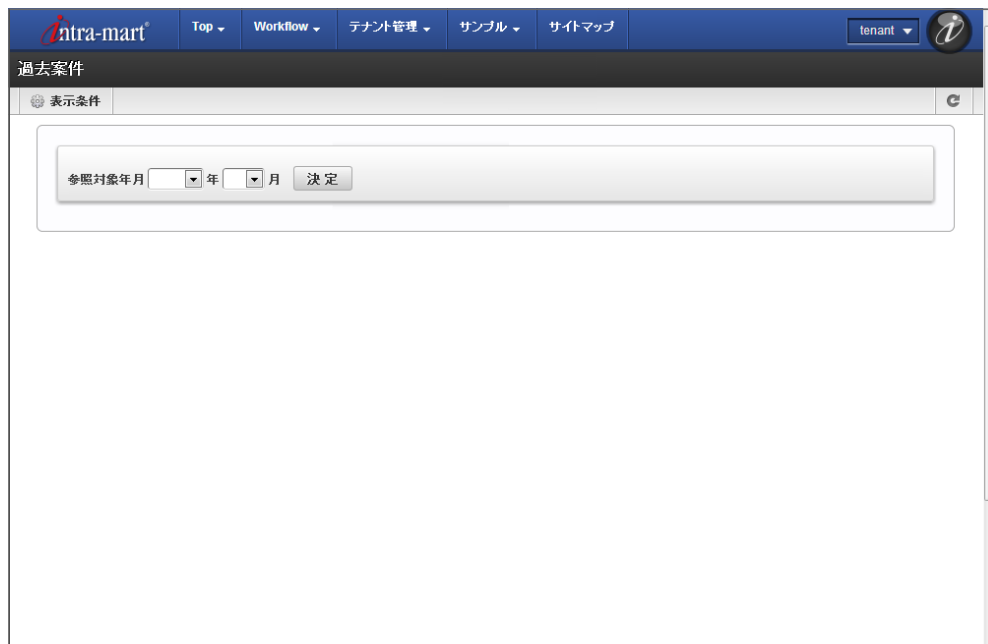 intra-mart® Top Workflow テナント管理 サンプル サイトマップ tenant
過去案件
表示条件
参照対象年月 年 月 決定